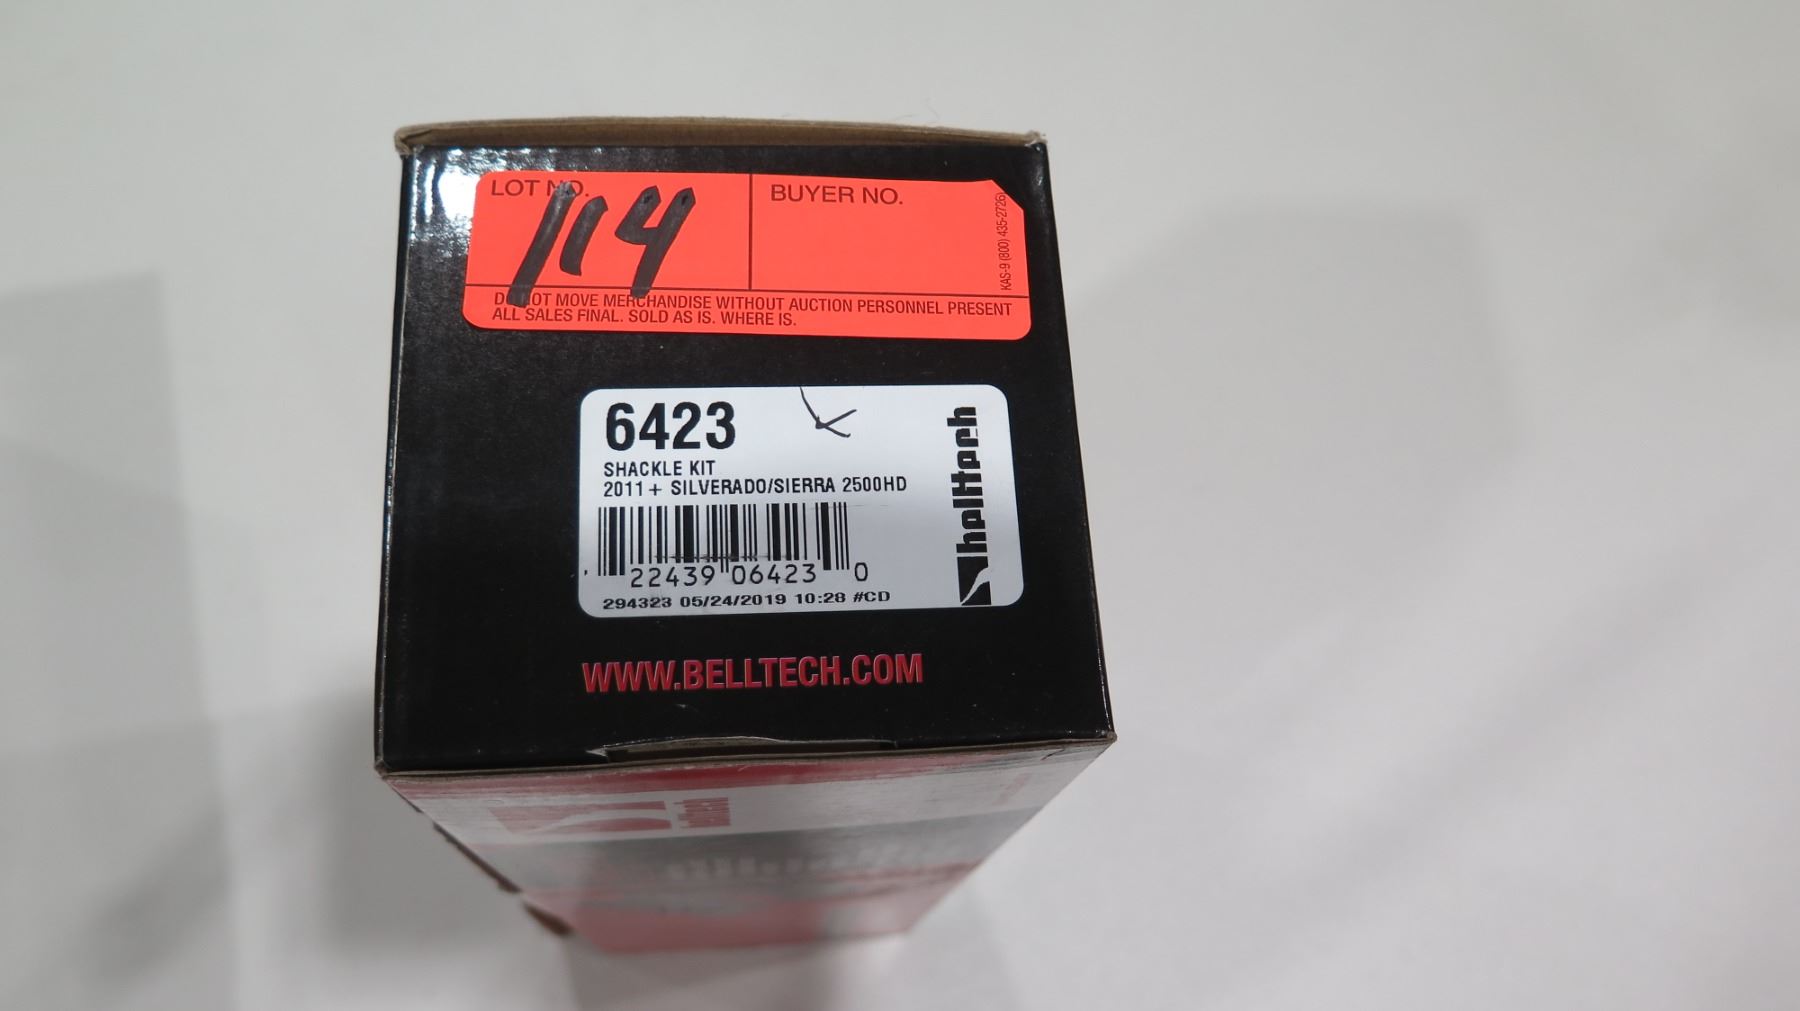 LOT NO.
114
BUYER NO.
KAS-9 (800) 435-2726
DO NOT MOVE MERCHANDISE WITHOUT AUCTION PERSONNEL PRESENT
ALL SALES FINAL. SOLD AS IS. WHERE IS.
6423
SHACKLE KIT
2011+ SILVERADO/SIERRA 2500HD
22439 06423 0
294323 05/24/2019 10:28 #CD
belltech
WWW.BELLTECH.COM
belltech